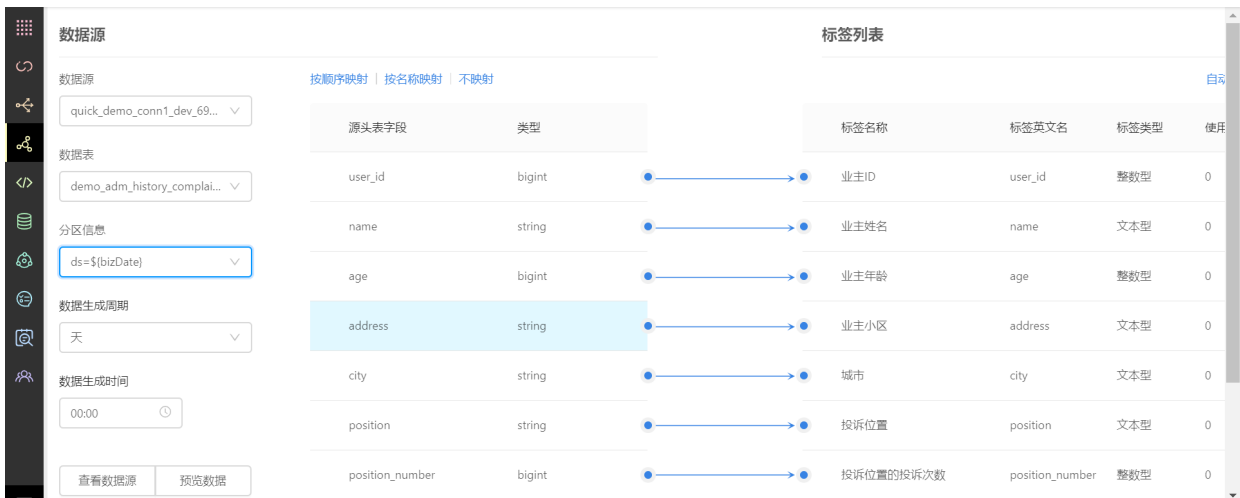 数据源
标签列表
数据源
按顺序映射 按名称映射 不映射
自动
quick_demo_conn1_dev_69...
源头表字段 类型
标签名称 标签英文名 标签类型 使用
数据表
demo_adm_history_complai...
user_id bigint
业主ID user_id 整数型 0
分区信息
name string
业主姓名 name 文本型 0
ds=${bizDate}
age bigint
业主年龄 age 整数型 0
数据生成周期
天
address string
业主小区 address 文本型 0
数据生成时间
city string
城市 city 文本型 0
00:00
position string
投诉位置 position 文本型 0
查看数据源 预览数据
position_number bigint
投诉位置的投诉次数 position_number 整数型 0